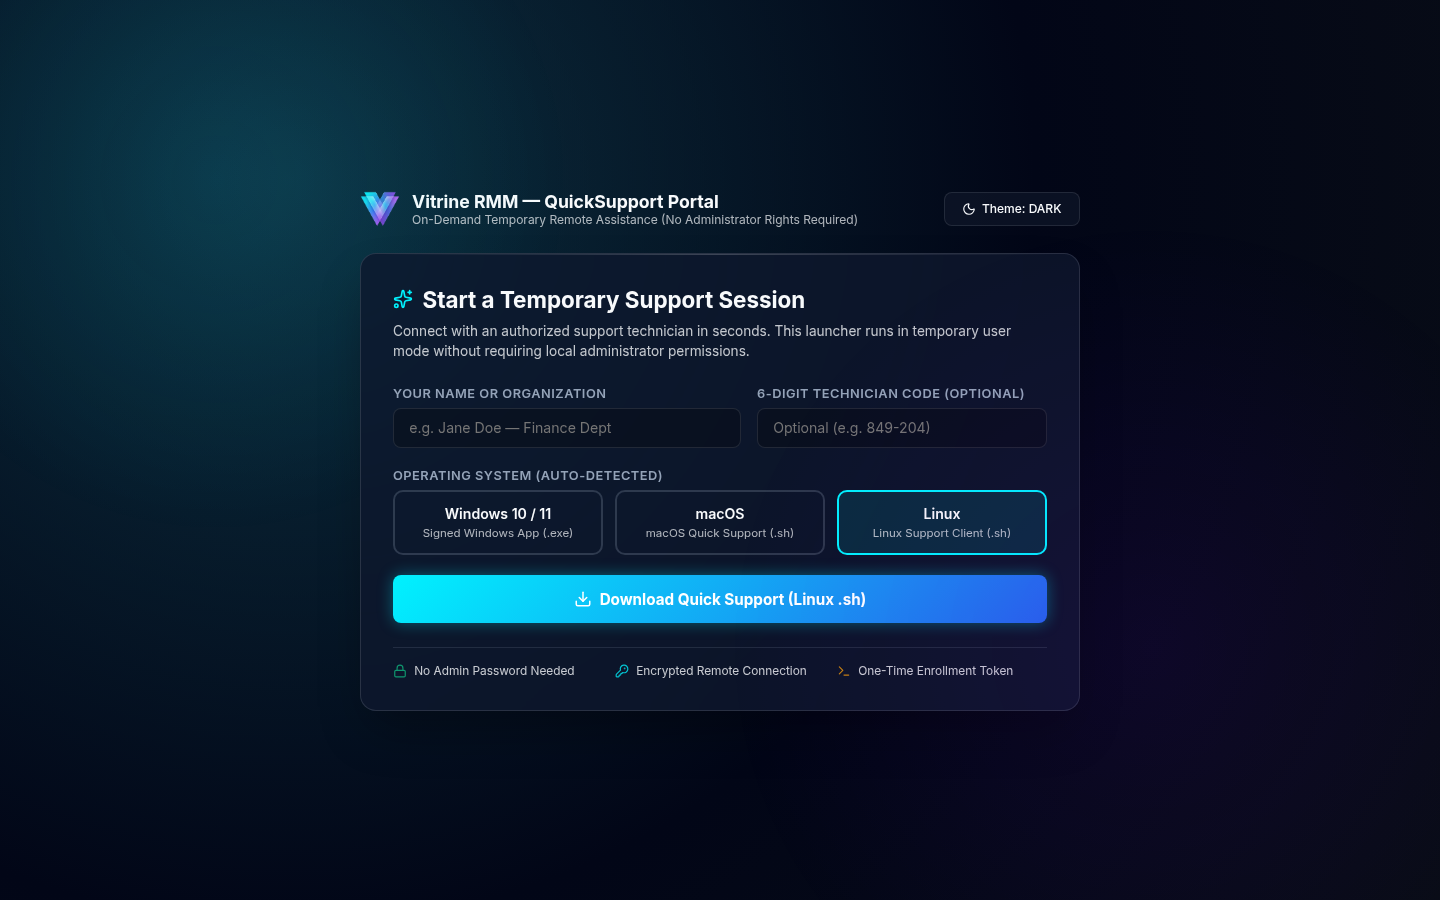 Vitrine RMM — QuickSupport Portal
On-Demand Temporary Remote Assistance (No Administrator Rights Required)
Theme: DARK
Start a Temporary Support Session
Connect with an authorized support technician in seconds. This launcher runs in temporary user
mode without requiring local administrator permissions.
YOUR NAME OR ORGANIZATION
6-DIGIT TECHNICIAN CODE (OPTIONAL)
e.g. Jane Doe — Finance Dept
Optional (e.g. 849-204)
OPERATING SYSTEM (AUTO-DETECTED)
Windows 10 / 11
Signed Windows App (.exe)
macOS
macOS Quick Support (.sh)
Linux
Linux Support Client (.sh)
Download Quick Support (Linux .sh)
No Admin Password Needed
Encrypted Remote Connection
One-Time Enrollment Token